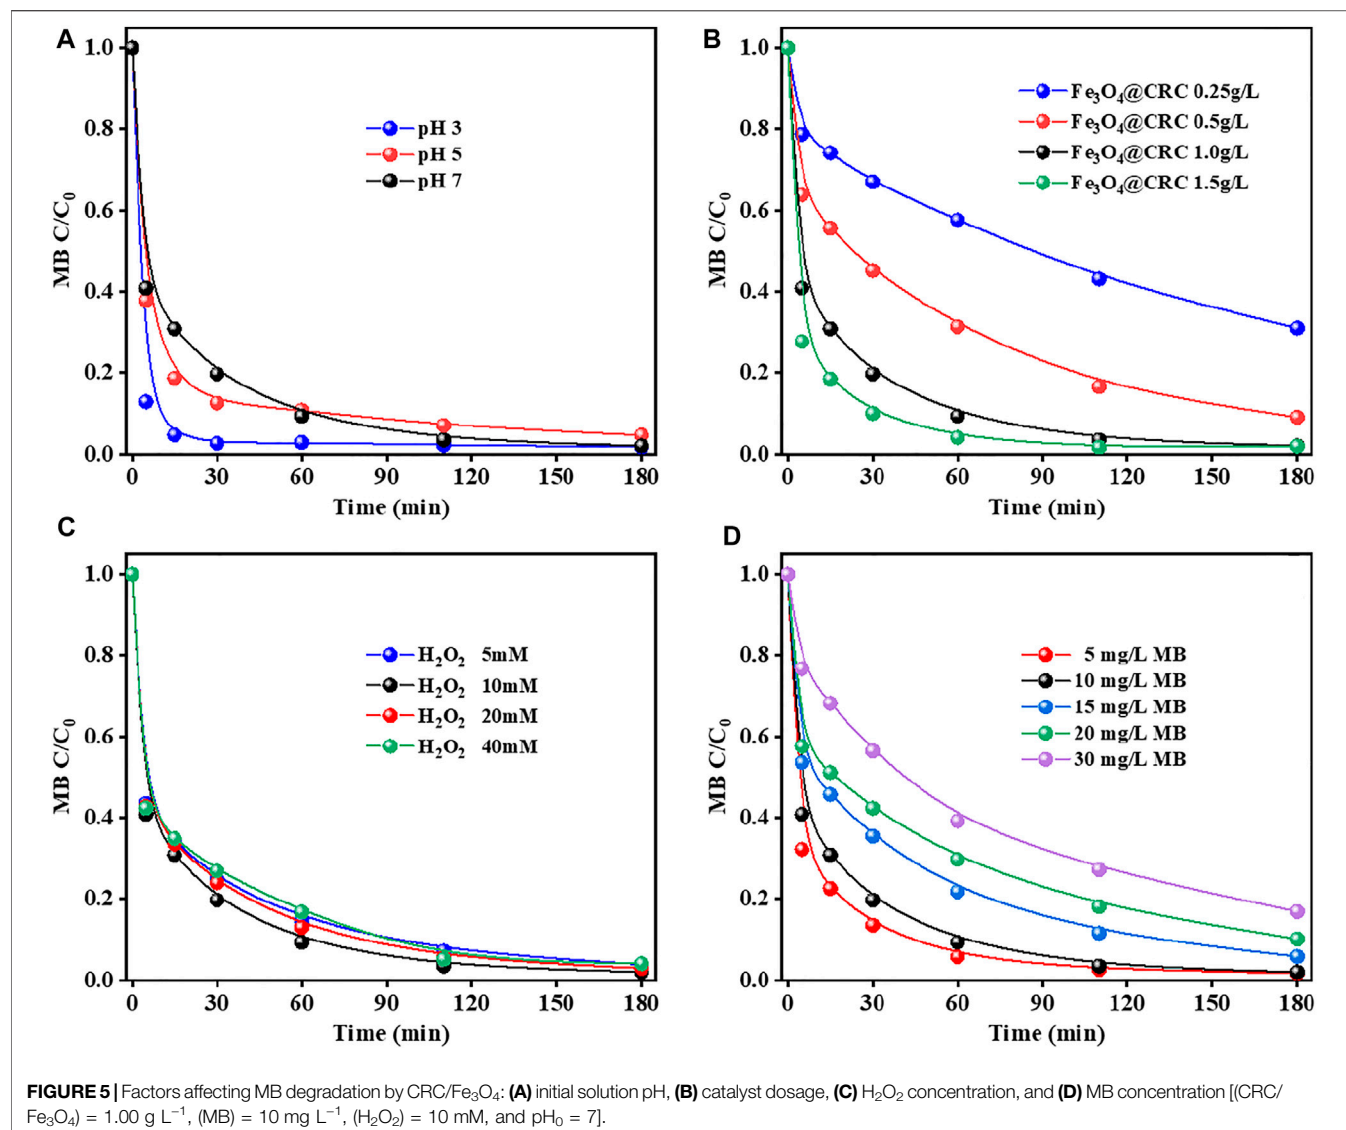 A
1.0
0.8
0.6
0.4
0.2
0.0
MB C/C₀
pH 3
pH 5
pH 7
0 30 60 90 120 150 180
Time (min)
B
1.0
0.8
0.6
0.4
0.2
0.0
MB C/C₀
Fe₃O₄@CRC 0.25g/L
Fe₃O₄@CRC 0.5g/L
Fe₃O₄@CRC 1.0g/L
Fe₃O₄@CRC 1.5g/L
0 30 60 90 120 150 180
Time (min)
C
1.0
0.8
0.6
0.4
0.2
0.0
MB C/C₀
H₂O₂ 5mM
H₂O₂ 10mM
H₂O₂ 20mM
H₂O₂ 40mM
0 30 60 90 120 150 180
Time (min)
D
1.0
0.8
0.6
0.4
0.2
0.0
MB C/C₀
5 mg/L MB
10 mg/L MB
15 mg/L MB
20 mg/L MB
30 mg/L MB
0 30 60 90 120 150 180
Time (min)
FIGURE 5 | Factors affecting MB degradation by CRC/Fe₃O₄: (A) initial solution pH, (B) catalyst dosage, (C) H₂O₂ concentration, and (D) MB concentration [(CRC/
Fe₃O₄) = 1.00 g L⁻¹, (MB) = 10 mg L⁻¹, (H₂O₂) = 10 mM, and pH₀ = 7].